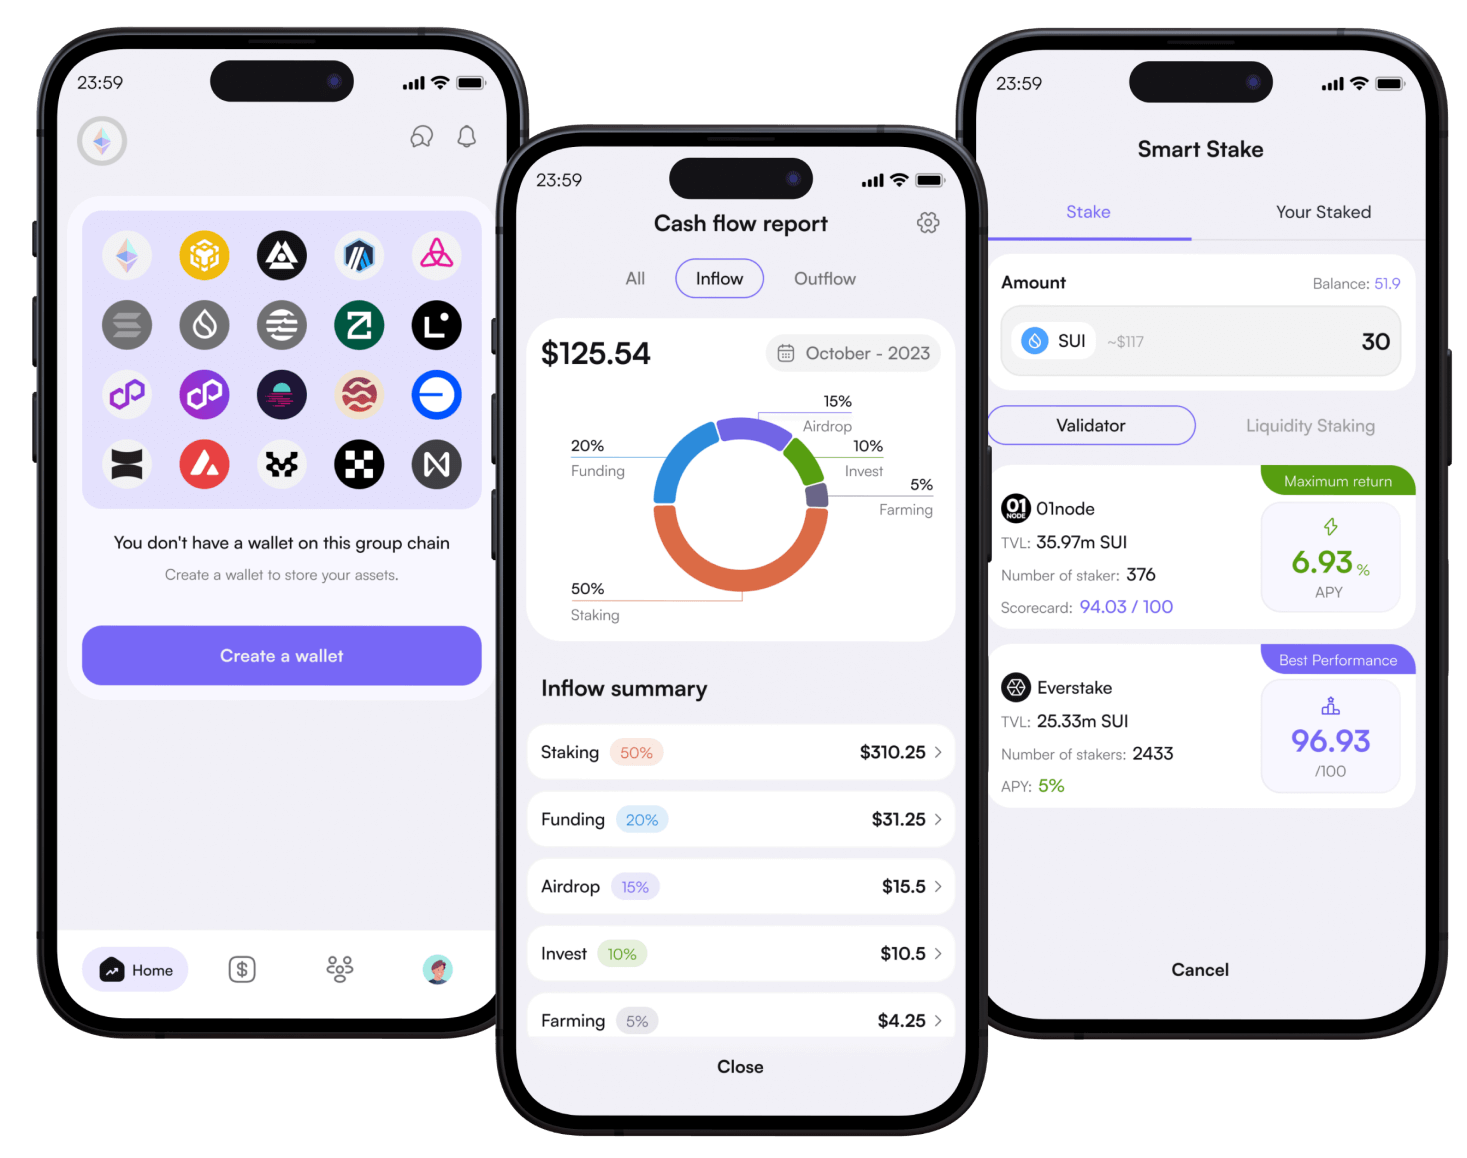 23:59
You don't have a wallet on this group chain
Create a wallet to store your assets.
Create a wallet
Home
$
23:59
Cash flow report
All
Inflow
Outflow
$125.54
October - 2023
15%
Airdrop
20%
Funding
10%
Invest
5%
Farming
50%
Staking
Inflow summary
Staking 50% $310.25
Funding 20% $31.25
Airdrop 15% $15.5
Invest 10% $10.5
Farming 5% $4.25
Close
23:59
Smart Stake
Stake
Your Staked
Amount
Balance: 51.9
SUI ~$117 30
Validator
Liquidity Staking
Maximum return
01
NODE
01node
TVL: 35.97m SUI
Number of staker: 376
Scorecard: 94.03 / 100
6.93 %
APY
Best Performance
Everstake
TVL: 25.33m SUI
Number of stakers: 2433
APY: 5%
96.93
/100
Cancel